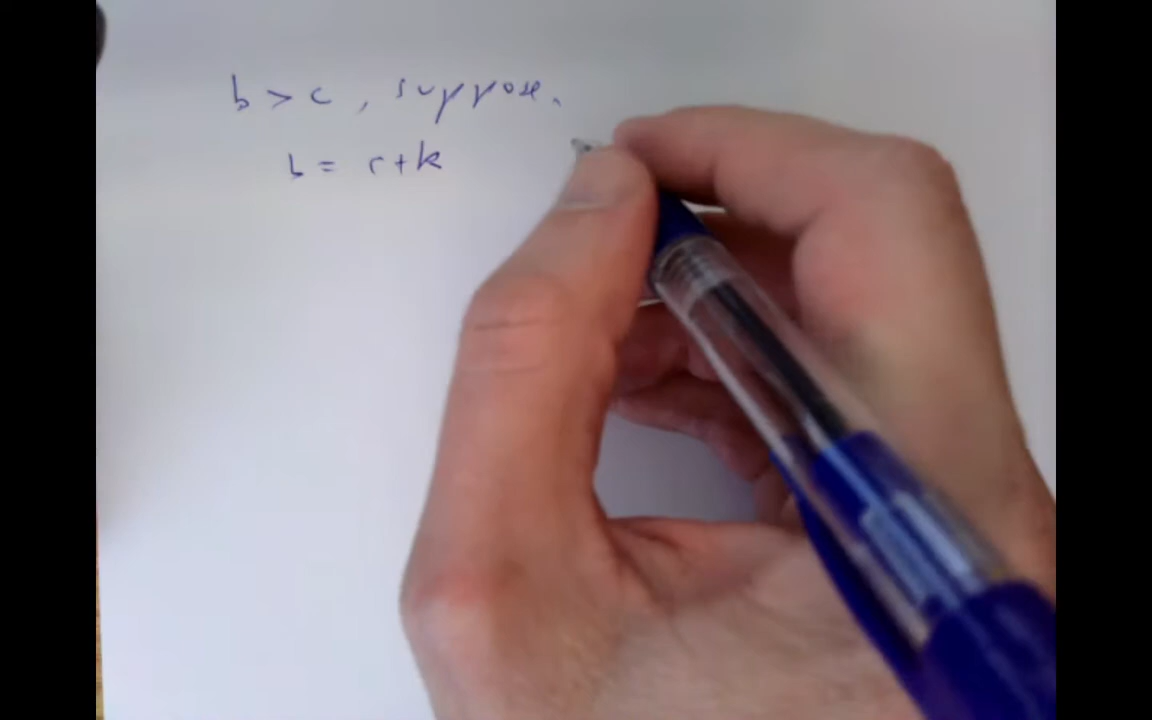 b > c , suppose.
b = c + k